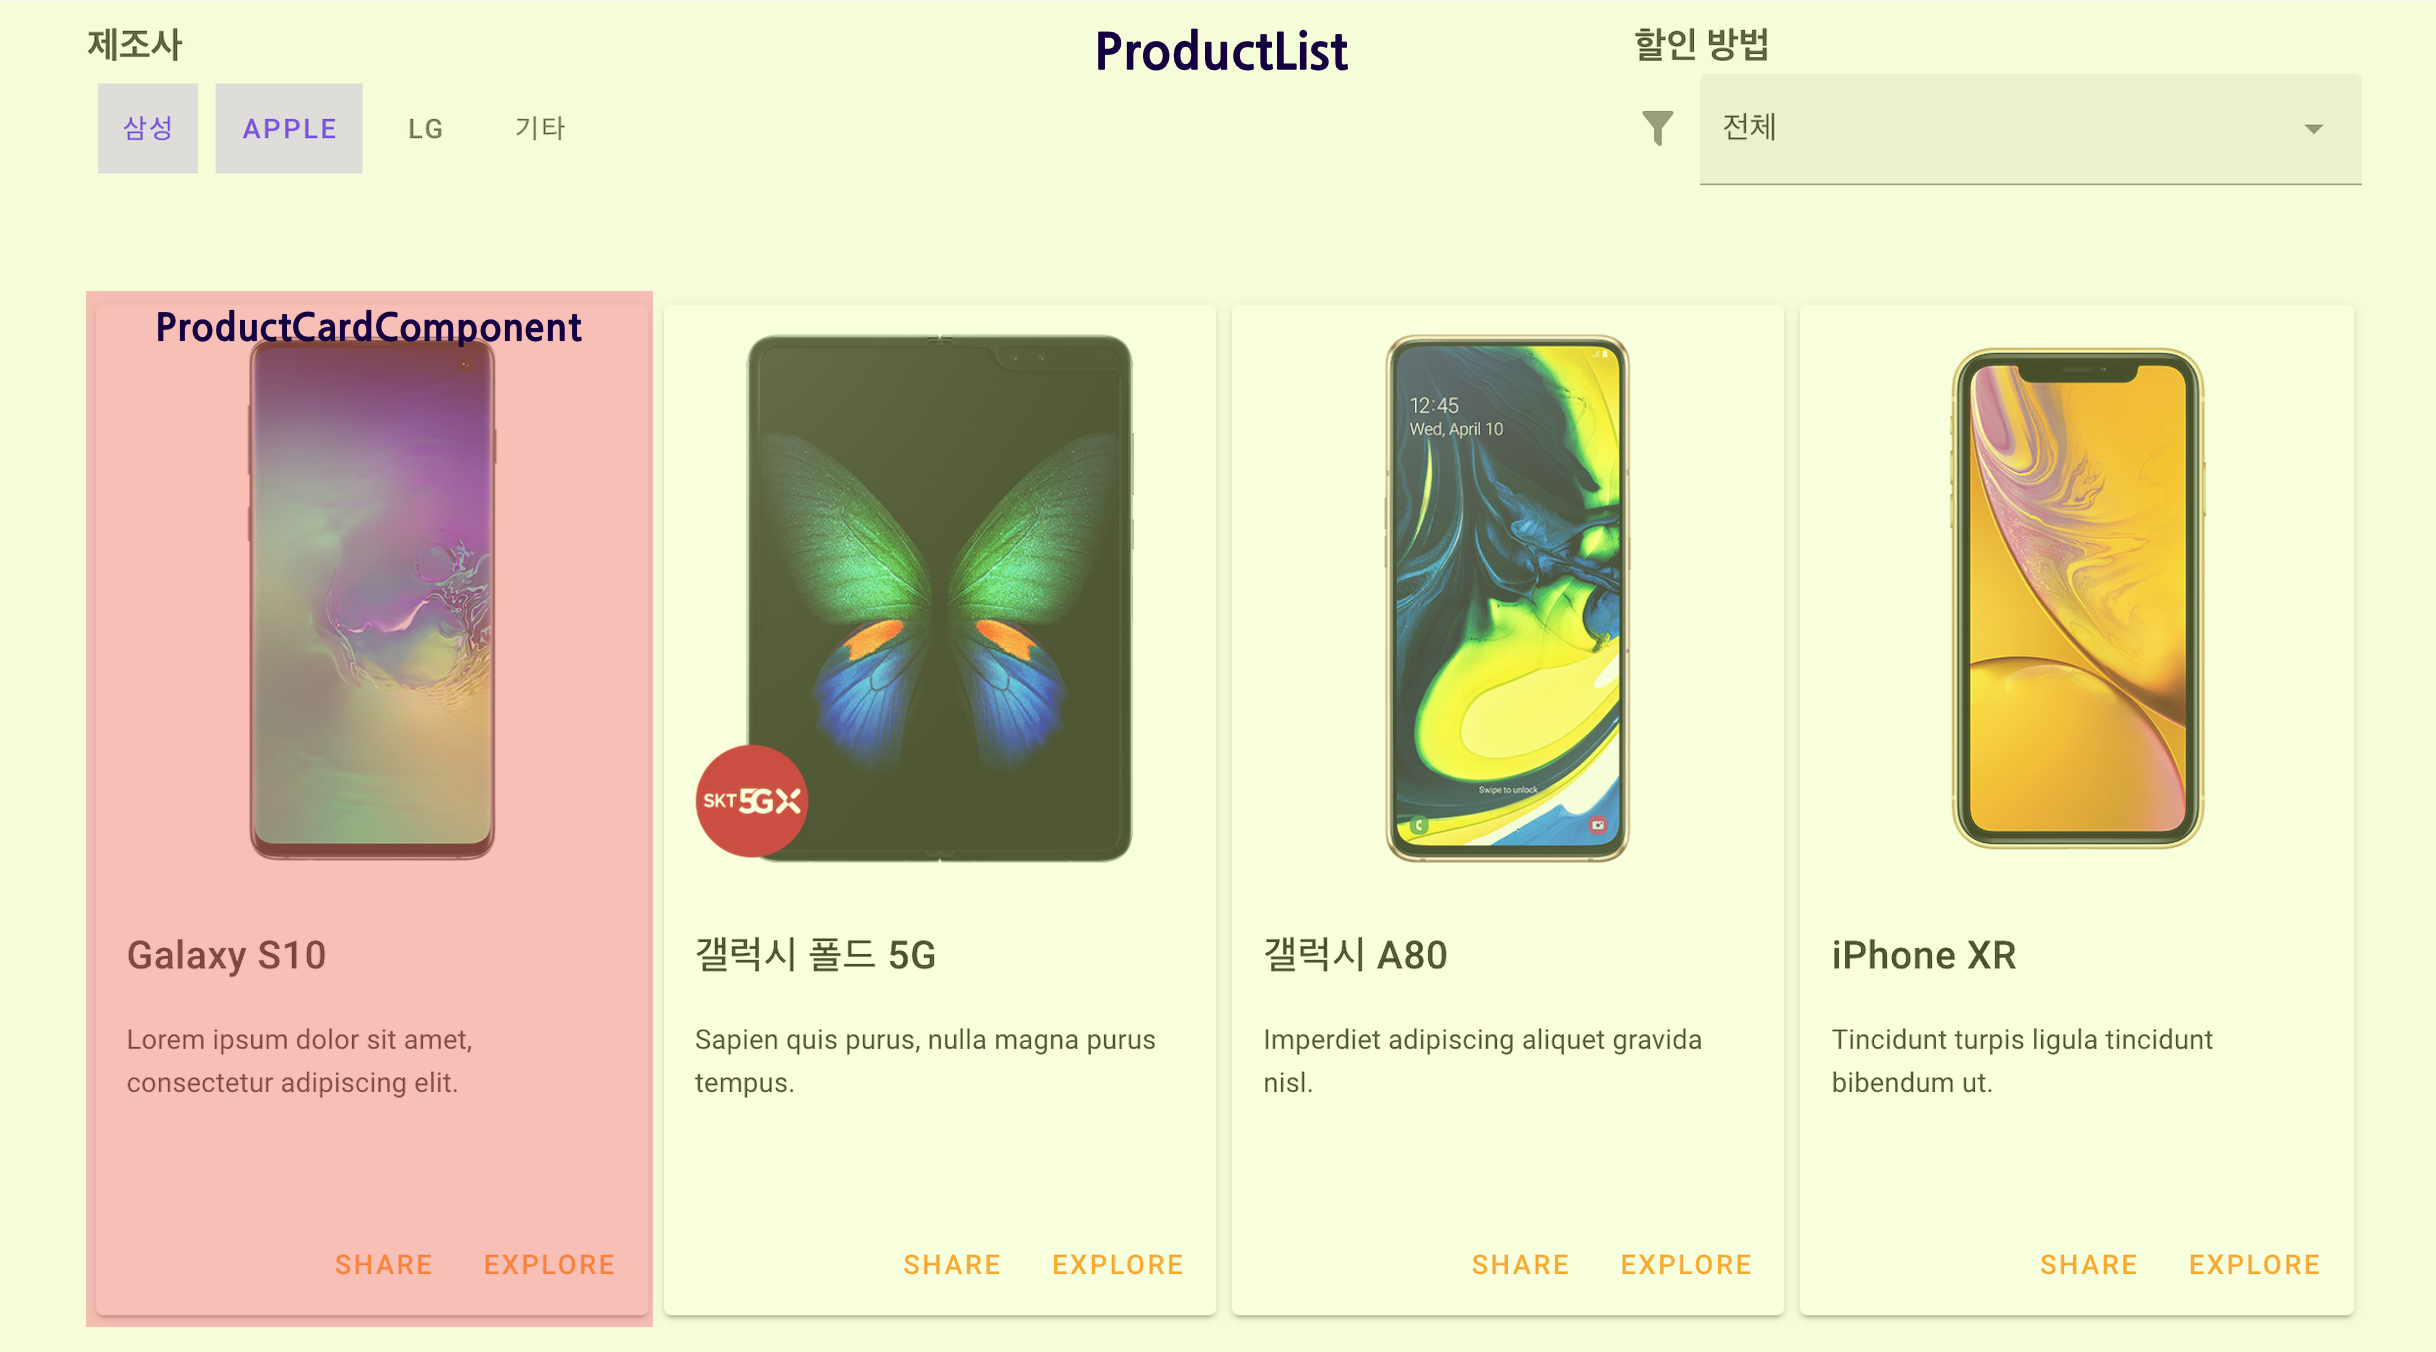 제조사
ProductList
할인 방법
삼성
APPLE
LG
기타
전체
ProductCardComponent
12:45
Wed, April 10
SKT 5GX
Swipe to unlock
Galaxy S10
Lorem ipsum dolor sit amet,
consectetur adipiscing elit.
SHARE EXPLORE
갤럭시 폴드 5G
Sapien quis purus, nulla magna purus
tempus.
SHARE EXPLORE
갤럭시 A80
Imperdiet adipiscing aliquet gravida
nisl.
SHARE EXPLORE
iPhone XR
Tincidunt turpis ligula tincidunt
bibendum ut.
SHARE EXPLORE